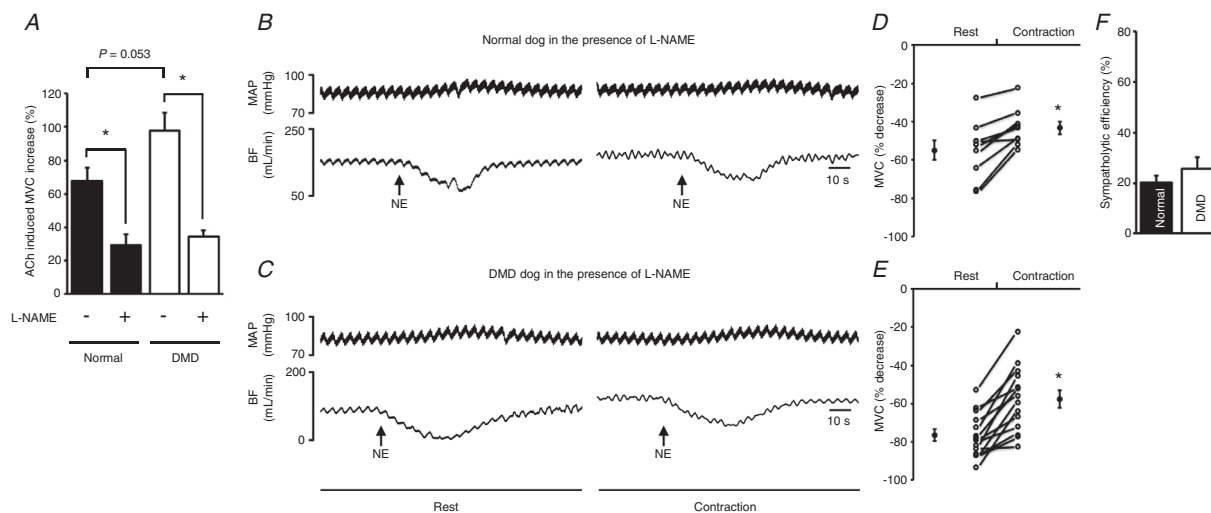 A
P = 0.053
*
*
ACh induced MVC increase (%)
120
100
80
60
40
20
0
L-NAME
- + - +
Normal DMD
B
Normal dog in the presence of L-NAME
MAP (mmHg)
100
70
BF (mL/min)
250
50
NE
NE
10 s
C
DMD dog in the presence of L-NAME
MAP (mmHg)
100
70
BF (mL/min)
200
0
NE
NE
10 s
Rest Contraction
D
Rest Contraction
MVC (% decrease)
0
-20
-40
-60
-80
-100
*
E
Rest Contraction
MVC (% decrease)
0
-20
-40
-60
-80
-100
*
F
Sympatholytic efficiency (%)
80
60
40
20
0
Normal
DMD